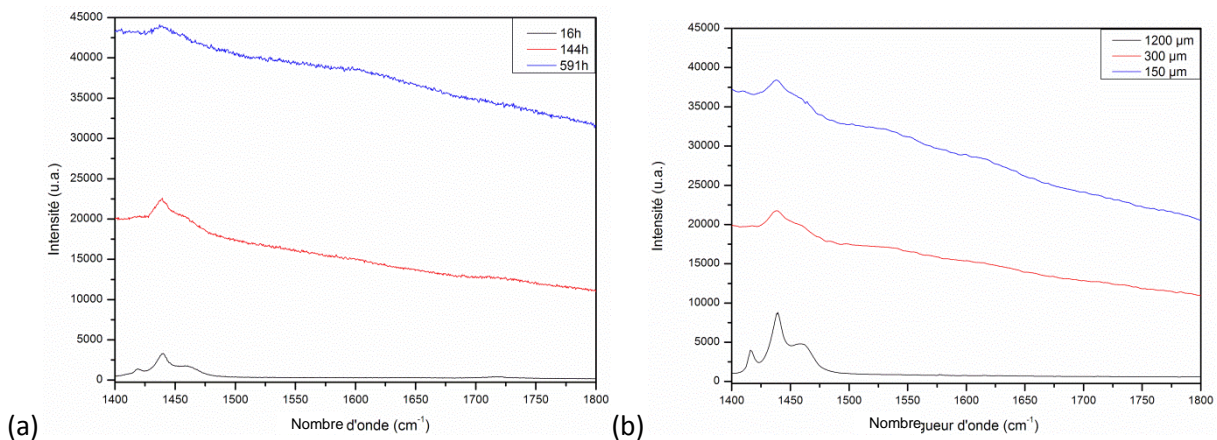 45000
40000
35000
30000
25000
20000
15000
10000
5000
0
Intensité (u.a.)
16h
144h
591h
1400 1450 1500 1550 1600 1650 1700 1750 1800
Nombre d'onde (cm⁻¹)
(a)
45000
40000
35000
30000
25000
20000
15000
10000
5000
0
Intensité (u.a.)
1200 µm
300 µm
150 µm
1400 1450 1500 1550 1600 1650 1700 1750 1800
Nombregueur d'onde (cm⁻¹)
(b)